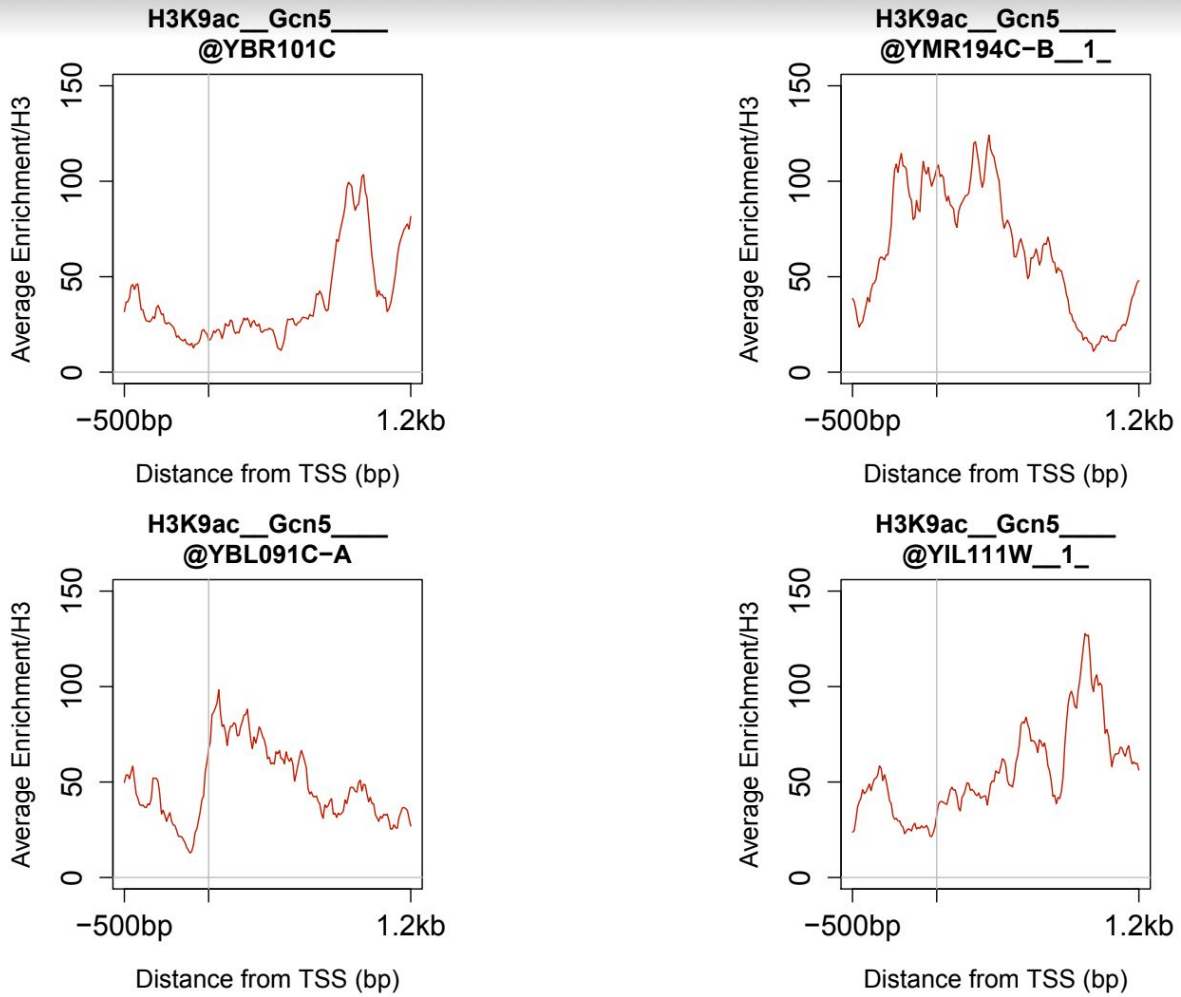 H3K9ac__Gcn5____
@YBR101C
150
100
50
0
Average Enrichment/H3
−500bp
1.2kb
Distance from TSS (bp)
H3K9ac__Gcn5____
@YMR194C−B__1_
150
100
50
0
Average Enrichment/H3
−500bp
1.2kb
Distance from TSS (bp)
H3K9ac__Gcn5____
@YBL091C−A
150
100
50
0
Average Enrichment/H3
−500bp
1.2kb
Distance from TSS (bp)
H3K9ac__Gcn5____
@YIL111W__1_
150
100
50
0
Average Enrichment/H3
−500bp
1.2kb
Distance from TSS (bp)